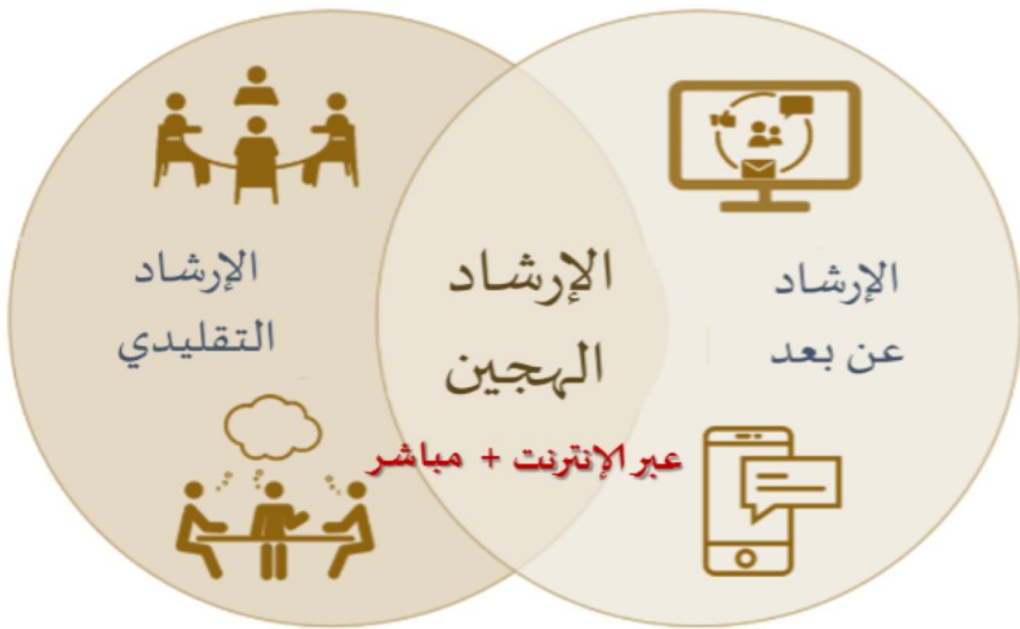 الإرشاد
عن بعد
الإرشاد
الهجين
عبر الإنترنت + مباشر
الإرشاد
التقليدي